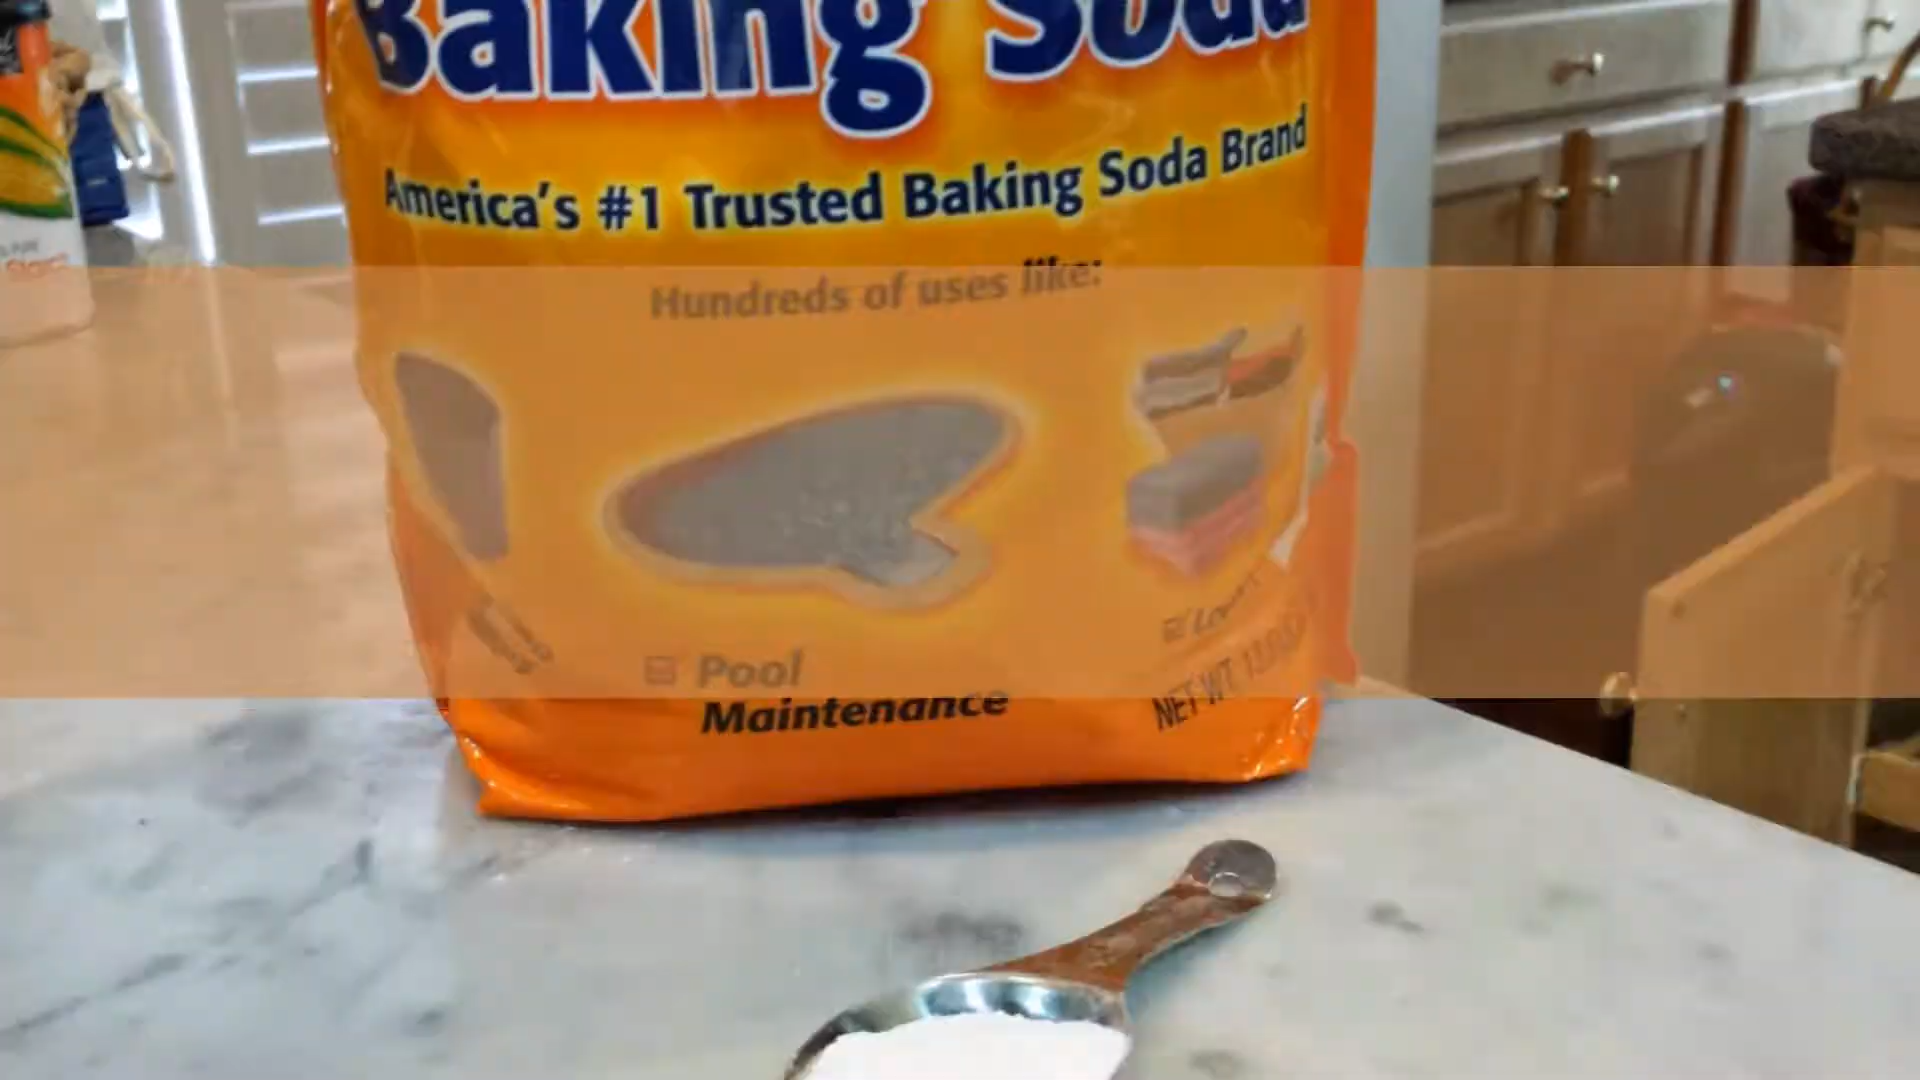 Baking Soda
America's #1 Trusted Baking Soda Brand
Hundreds of uses like:
Pool
Maintenance
NET WT